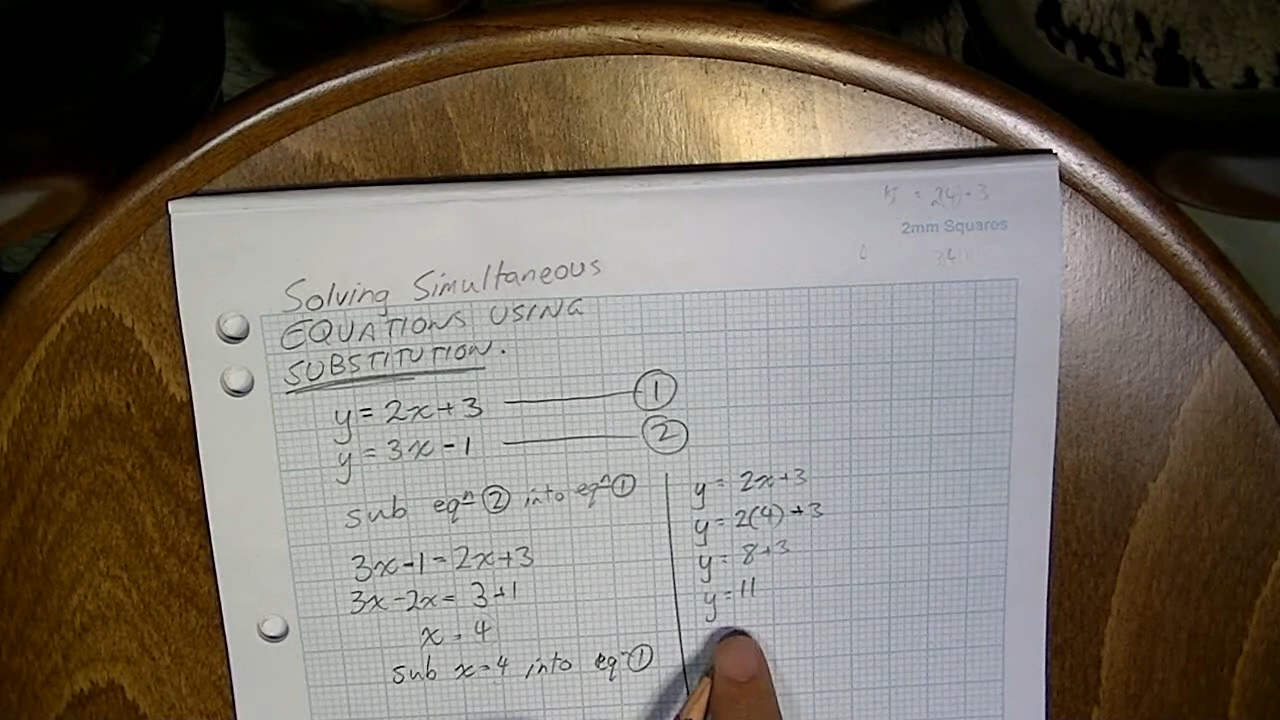 2mm Squares
Solving Simultaneous
EQUATIONS USING
SUBSTITUTION.
y = 2x + 3 ——— ①
y = 3x - 1 ——— ②
sub eqⁿ ② into eqⁿ ①
3x - 1 = 2x + 3
3x - 2x = 3 + 1
x = 4
sub x = 4 into eqⁿ ①
y = 2x + 3
y = 2(4) + 3
y = 8 + 3
y = 11